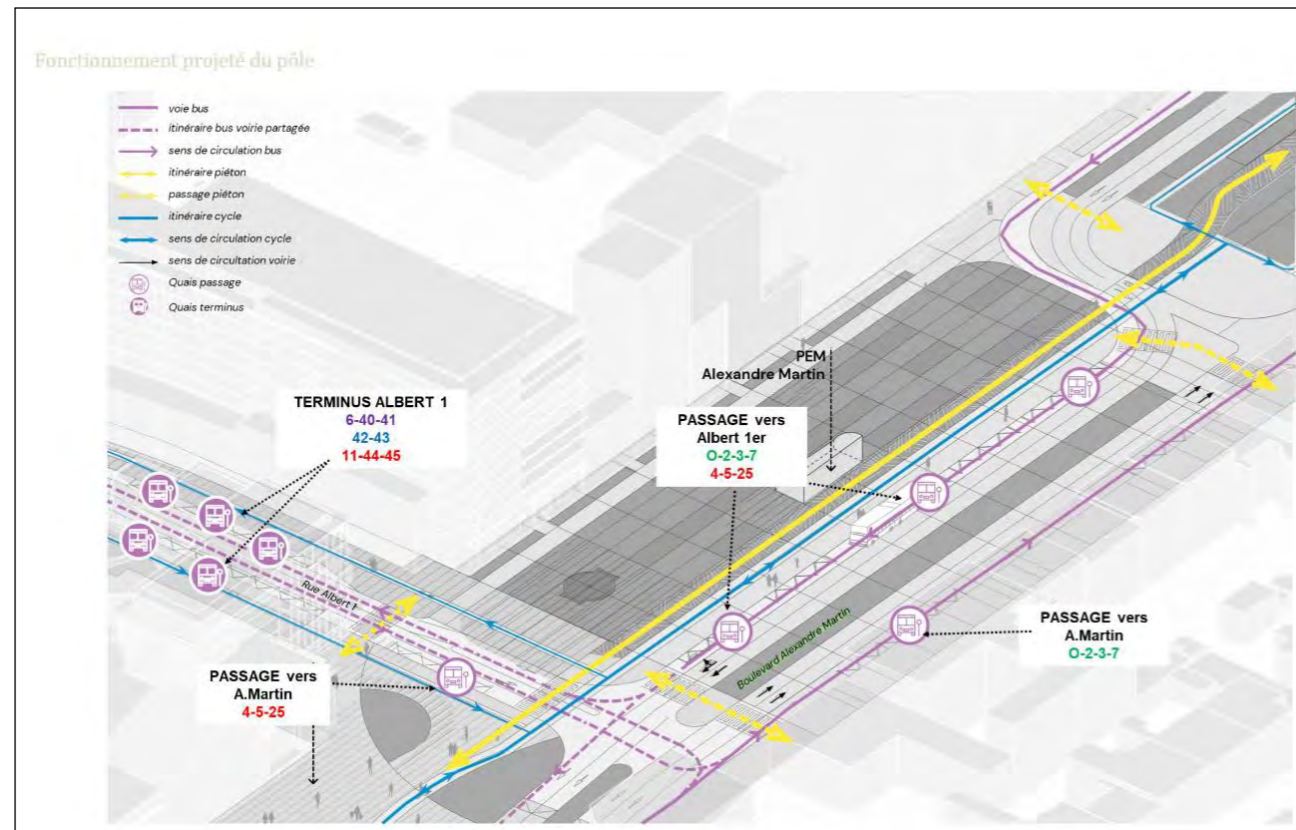 Fonctionnement projeté du pôle
voie bus
itinéraire bus voirie partagée
sens de circulation bus
itinéraire piéton
passage piéton
itinéraire cycle
sens de circulation cycle
sens de circultation voirie
Quais passage
Quais terminus
PEM
Alexandre Martin
TERMINUS ALBERT 1
6-40-41
42-43
11-44-45
PASSAGE vers
Albert 1er
O-2-3-7
4-5-25
Rue Albert 1
Boulevard Alexandre Martin
PASSAGE vers
A.Martin
O-2-3-7
PASSAGE vers
A.Martin
4-5-25